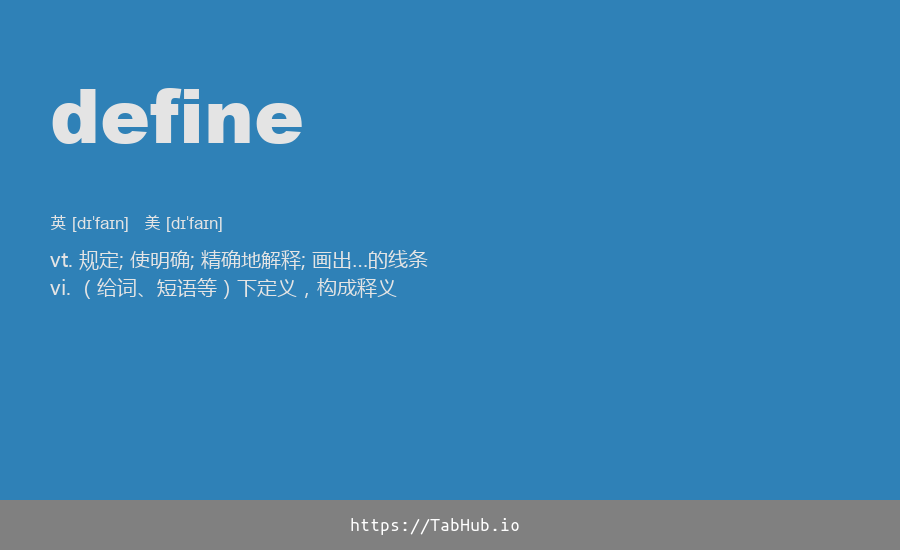 define
英 [dɪˈfaɪn] 美 [dɪˈfaɪn]
vt. 规定; 使明确; 精确地解释; 画出…的线条
vi. （给词、短语等）下定义，构成释义
https://TabHub.io